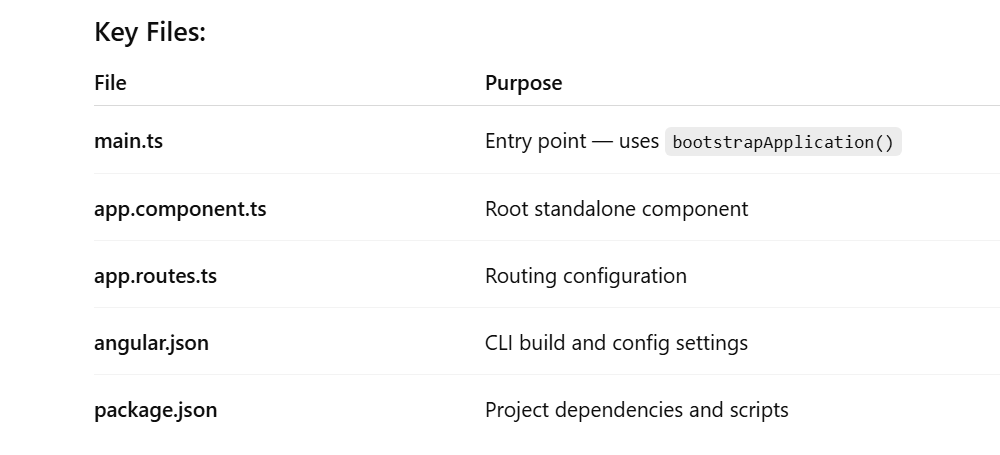 Key Files:
File Purpose
main.ts Entry point — uses bootstrapApplication()
app.component.ts Root standalone component
app.routes.ts Routing configuration
angular.json CLI build and config settings
package.json Project dependencies and scripts